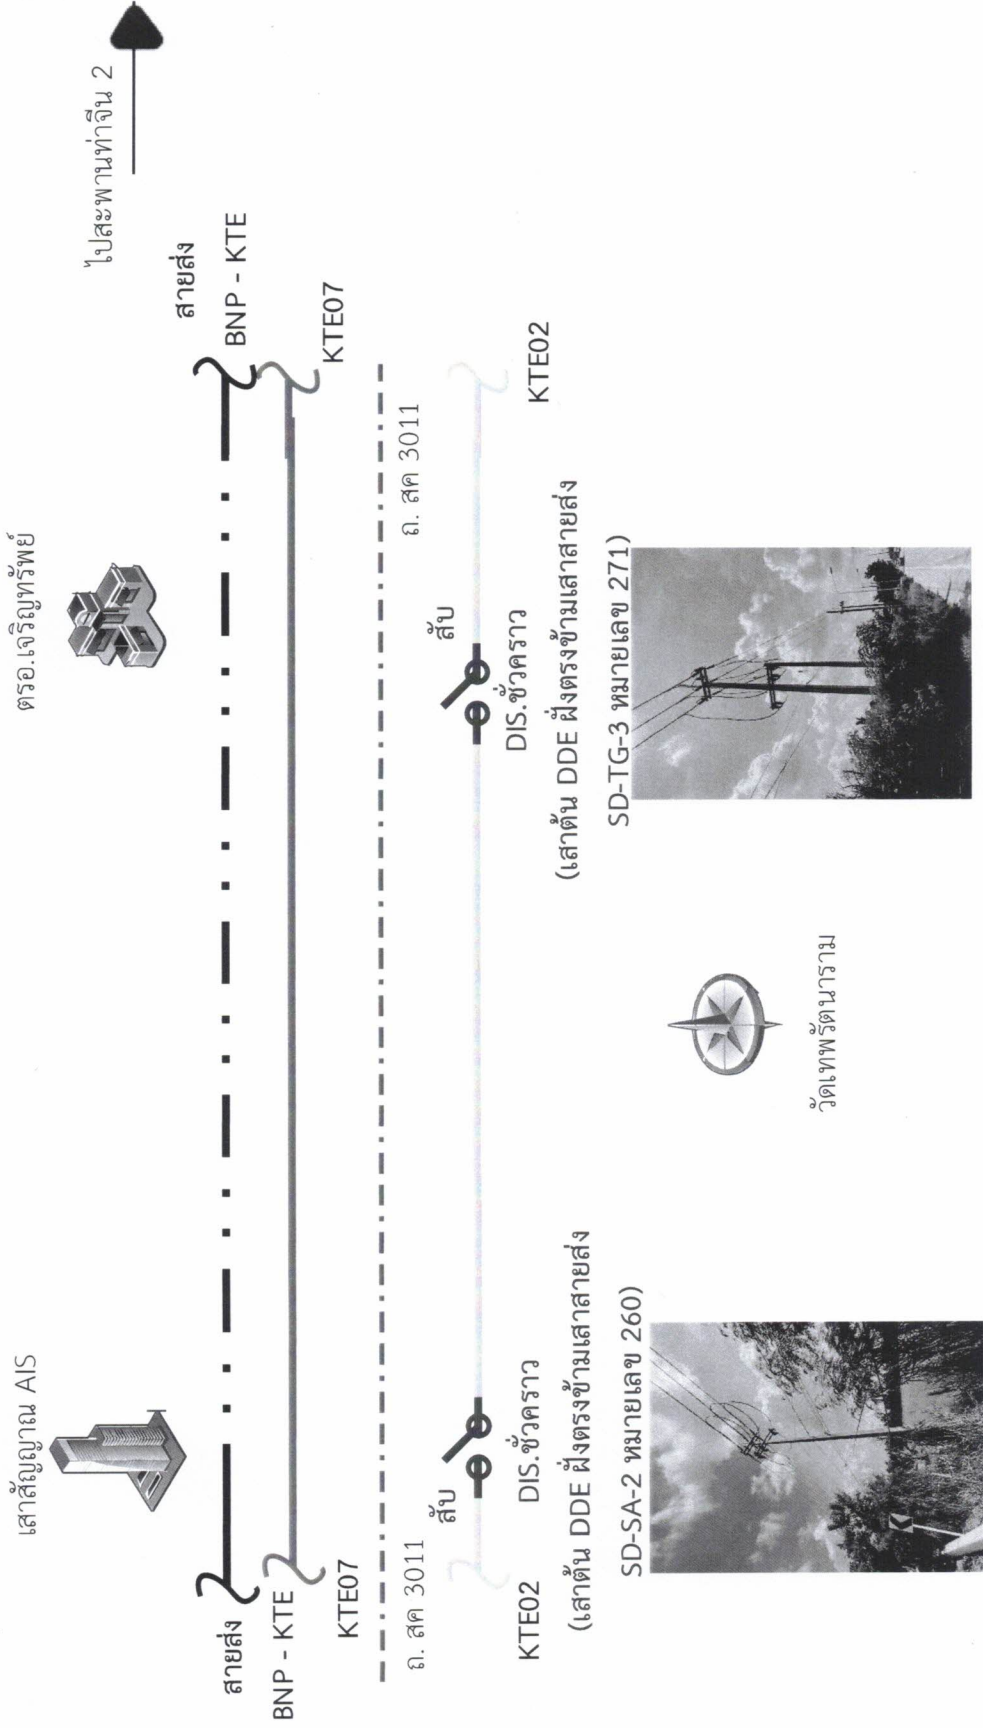 ไปสะพานท่าจีน 2
เสาสัญญาณ AIS
ตรอ.เจริญทรัพย์
สายส่ง
BNP - KTE
KTE07
สายส่ง
BNP - KTE
KTE07
ถ. สค 3011
ถ. สค 3011
สับ
สับ
KTE02
DIS.ชั่วคราว
(เสาต้น DDE ฝั่งตรงข้ามเสาสายส่ง
SD-SA-2 หมายเลข 260)
DIS.ชั่วคราว
(เสาต้น DDE ฝั่งตรงข้ามเสาสายส่ง
SD-TG-3 หมายเลข 271)
KTE02
วัดเทพรัตนาราม